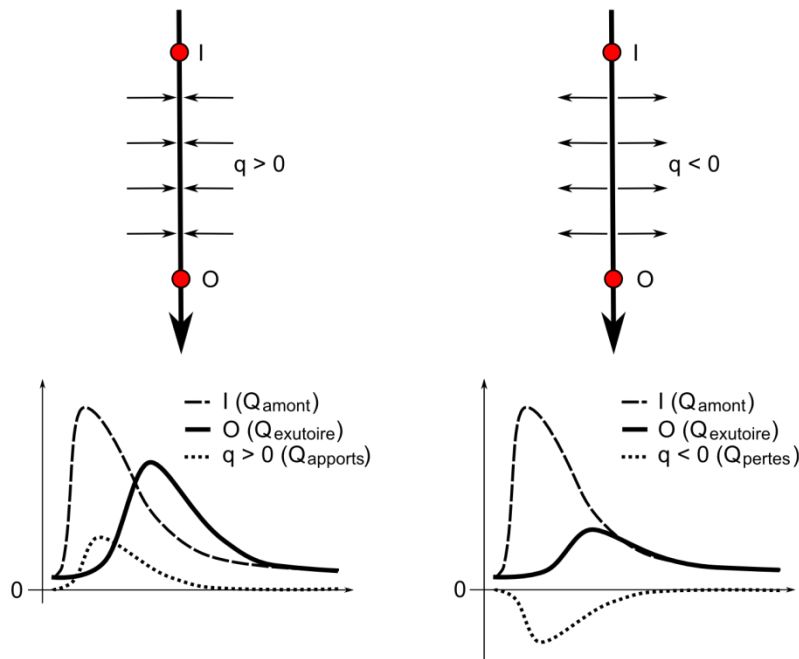 I
q > 0
O
I
q < 0
O
I (Qamont)
O (Qexutoire)
q > 0 (Qapports)
0
I (Qamont)
O (Qexutoire)
q < 0 (Qpertes)
0